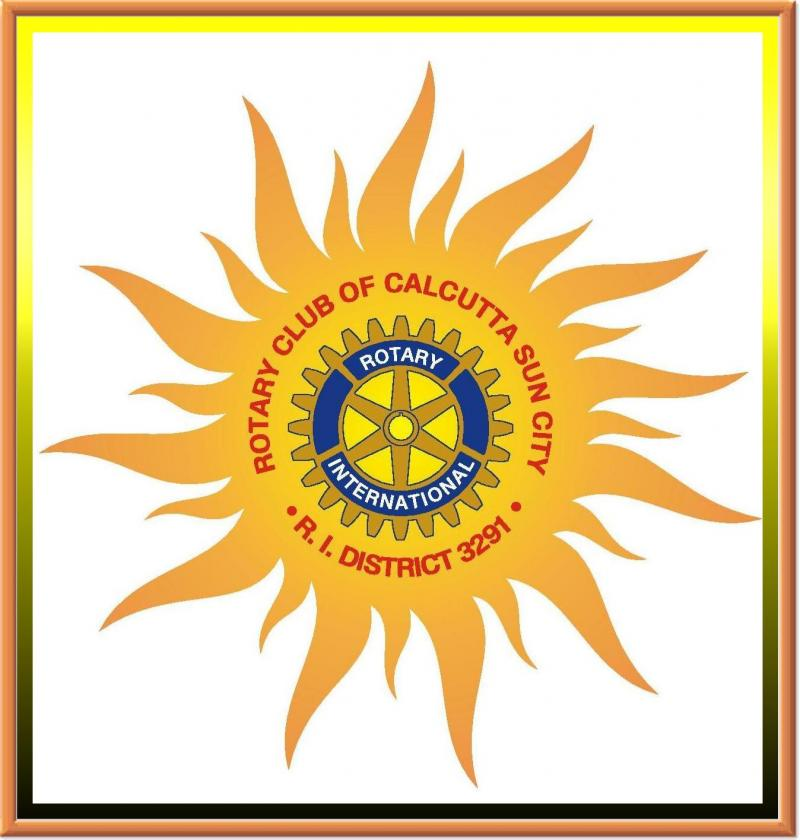 ROTARY CLUB OF CALCUTTA SUN CITY
ROTARY
INTERNATIONAL
• R. I. DISTRICT 3291 •